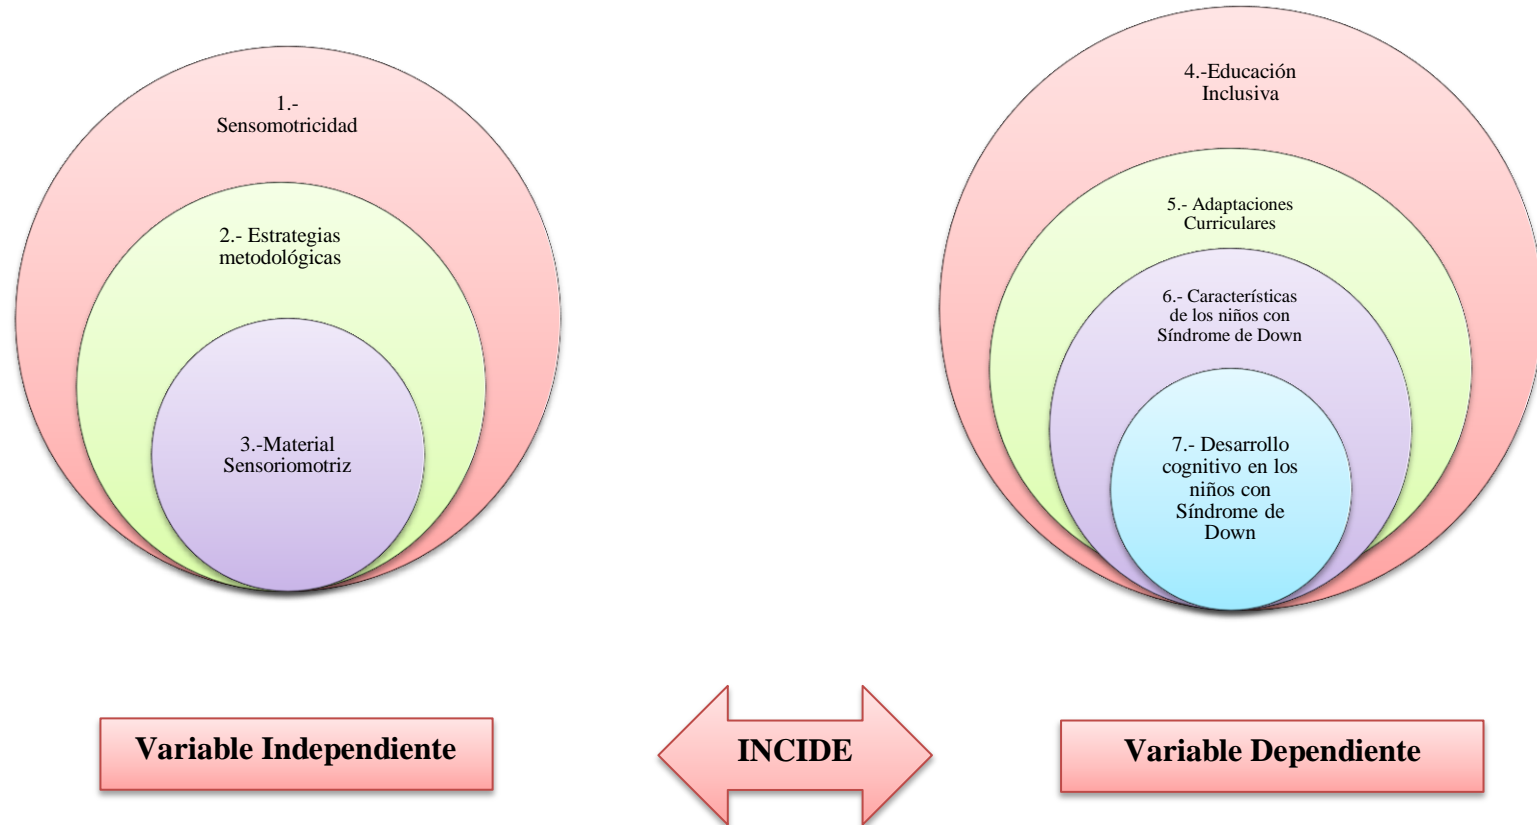 1.-
Sensomotricidad
2.- Estrategias
metodológicas
3.-Material
Sensoriomotriz
4.-Educación
Inclusiva
5.- Adaptaciones
Curriculares
6.- Características
de los niños con
Síndrome de Down
7.- Desarrollo
cognitivo en los
niños con
Síndrome de
Down
Variable Independiente
INCIDE
Variable Dependiente